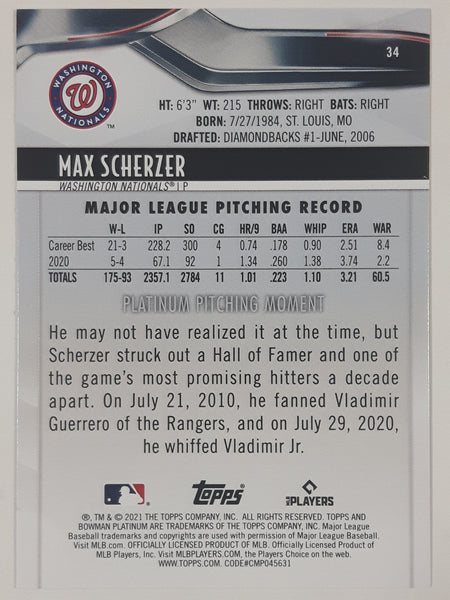 34
WASHINGTON
W
NATIONALS
TM
HT: 6'3" WT: 215 THROWS: RIGHT BATS: RIGHT
BORN: 7/27/1984, ST. LOUIS, MO
DRAFTED: DIAMONDBACKS #1-JUNE, 2006
MAX SCHERZER
WASHINGTON NATIONALS® | P
MAJOR LEAGUE PITCHING RECORD
W-L IP SO CG HR/9 BAA WHIP ERA WAR
Career Best 21-3 228.2 300 4 0.74 .178 0.90 2.51 8.4
2020 5-4 67.1 92 1 1.34 .260 1.38 3.74 2.2
TOTALS 175-93 2357.1 2784 11 1.01 .223 1.10 3.21 60.5
PLATINUM PITCHING MOMENT
He may not have realized it at the time, but
Scherzer struck out a Hall of Famer and one of
the game's most promising hitters a decade
apart. On July 21, 2010, he fanned Vladimir
Guerrero of the Rangers, and on July 29, 2020,
he whiffed Vladimir Jr.
Topps
MLB PLAYERS
®, TM & © 2021 THE TOPPS COMPANY, INC. ALL RIGHTS RESERVED. TOPPS AND
BOWMAN PLATINUM ARE TRADEMARKS OF THE TOPPS COMPANY, INC. Major League
Baseball trademarks and copyrights are used with permission of Major League Baseball.
Visit MLB.com. OFFICIALLY LICENSED PRODUCT OF MLB. Officially Licensed Product of
MLB Players, Inc. Visit MLBPLAYERS.com, the Players Choice on the web.
WWW.TOPPS.COM. CODE#CMP045631